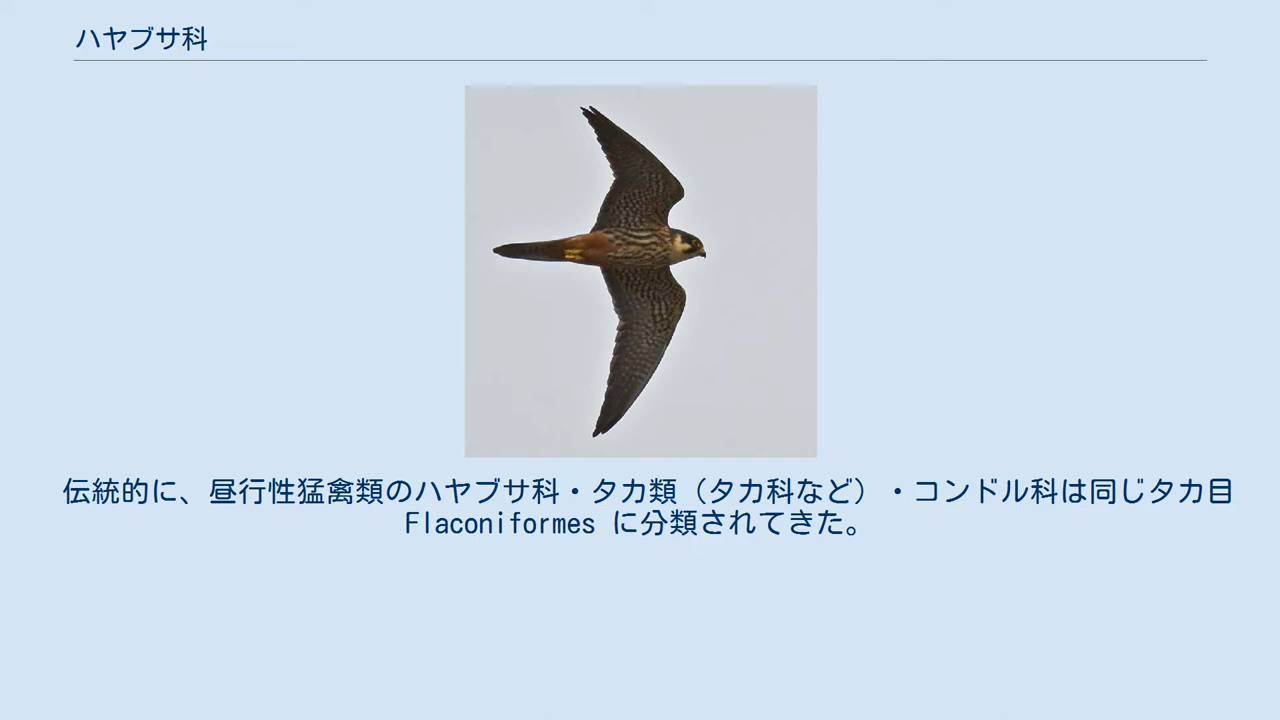 ハヤブサ科
伝統的に、昼行性猛禽類のハヤブサ科・タカ類（タカ科など）・コンドル科は同じタカ目
Flaconiformes に分類されてきた。